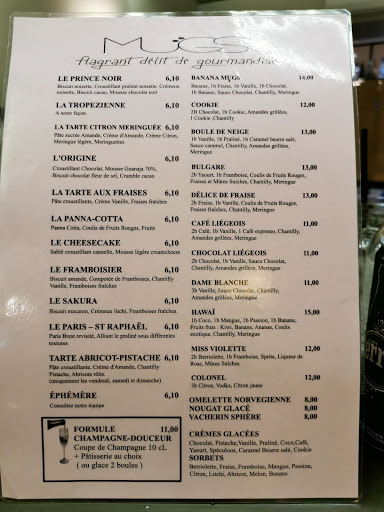 MUGS
flagrant délit de gourmandise
LE PRINCE NOIR 6,10
Biscuit noisette, Croustillant praliné-noisette, Crémeux
noisette, Biscuit cacao, Mousse chocolat noir
LA TROPEZIENNE 6,10
A notre façon
LA TARTE CITRON MERINGUÉE 6,10
Pâte sucrée Amande, Crème d'Amande, Crème Citron,
Meringue légère, Meringuettes
L'ORIGINE 6,10
Croustillant Chocolat, Mousse Guanaja 70%,
Biscuit chocolat fleur de sel, Crumble cacao
LA TARTE AUX FRAISES 6,10
Pâte croustillante, Crème Vanille, Fraises fraîches
LA PANNA-COTTA 6,10
Panna Cotta, Coulis de Fruits Rouges, Fruits
LE CHEESECAKE 6,10
Sablé croustillant cannelle, Mousse légère creamcheese
LE FRAMBOISIER 6,10
Biscuit amande, Compotée de Framboises, Chantilly
Vanille, Framboises fraîches
LE SAKURA 6,10
Biscuit macaron, Crémeux litchi, Framboises fraîches
LE PARIS – ST RAPHAËL 6,10
Paris Brest revisité, Alliant le praliné sous différentes
textures
TARTE ABRICOT-PISTACHE 6,10
Pâte croustillante, Crème d'Amande, Chantilly
Pistache, Abricots rôtis.
(uniquement les vendredi, samedi et dimanche)
ÉPHÉMÈRE 6,10
Consultez notre équipe
FORMULE 11,00
CHAMPAGNE-DOUCEUR
Coupe de Champagne 10 cL
+ Pâtisserie au choix
( ou glace 2 boules )
BANANA MUGS 14,00
Banane, 1b Fraise, 1b Vanille, 1b Chocolat,
1b Banane, Sauce Chocolat, Chantilly, Meringue
COOKIE 12,00
2B Chocolat, 1b Cookie, Amandes grillées,
1 Cookie, Chantilly
BOULE DE NEIGE 11,00
1b Vanille, 1b Praliné, 1b Caramel beurre salé,
Sauce caramel, Chantilly, Amandes grillées,
Meringue
BULGARE 13,00
2b Yaourt, 1b Framboise, Coulis de Fruits Rouges,
Fraises et Mûres fraîches, Chantilly, Meringue
DÉLICE DE FRAISE 13,00
2b Fraise, 1b Vanille, Coulis de Fruits Rouges,
Fraises fraîches, Chantilly, Meringue
CAFÉ LIÉGEOIS 11,00
2b Café, 1b Vanille, 1 Café expresso, Chantilly,
Amandes grillées, Meringue
CHOCOLAT LIÉGEOIS 11,00
2b Chocolat, 1b Vanille, Sauce Chocolat,
Chantilly, Amandes grillées, Meringue
DAME BLANCHE 11,00
3b Vanille, Sauce Chocolat, Chantilly,
Amandes grillées, Meringue
HAWAÏ 15,00
1b Coco, 1b Mangue, 1b Passion, 1b Banane,
Fruits frais : Kiwi, Banane, Ananas, Coulis
exotique, Chantilly, Meringue
MISS VIOLETTE 12,00
2b Berriolette, 1b Framboise, Sprite, Liqueur de
Rose, Mûres fraîches
COLONEL 12,00
3b Citron, Vodka, Citron jaune
OMELETTE NORVEGIENNE 8,00
NOUGAT GLACÉ 8,00
VACHERIN SPHÈRE 8,00
CRÈMES GLACÉES
Chocolat, Pistache, Vanille, Praliné, Coco, Café,
Yaourt, Spéculoos, Caramel Beurre salé, Cookie
SORBETS
Berriolette, Fraise, Framboise, Mangue, Passion,
Citron, Litchi, Abricot, Melon, Banane